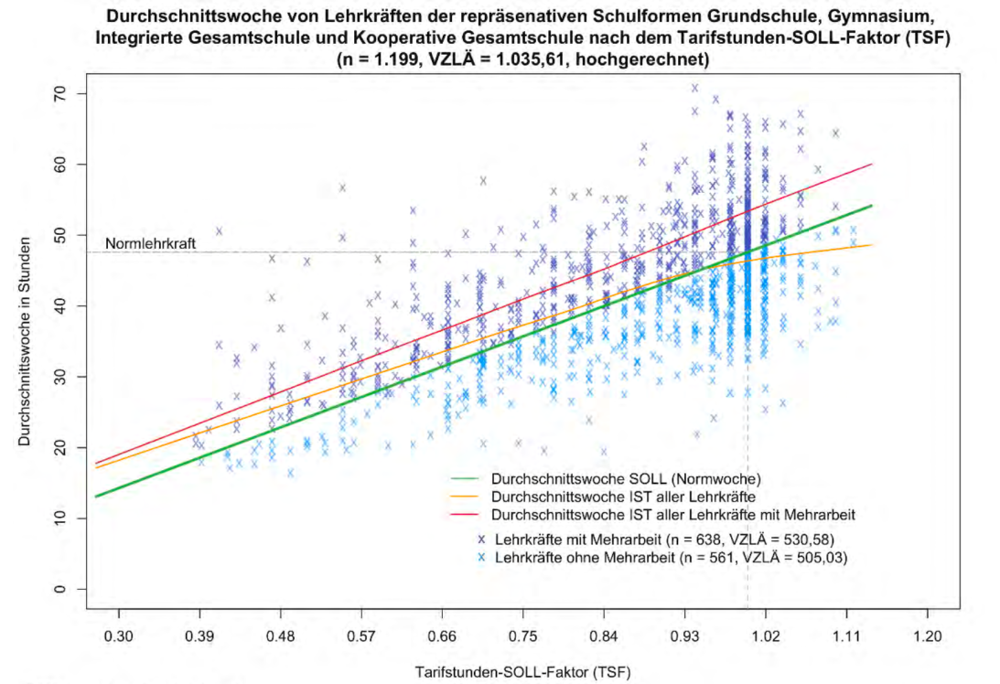 Durchschnittswoche von Lehrkräften der repräsenativen Schulformen Grundschule, Gymnasium,
Integrierte Gesamtschule und Kooperative Gesamtschule nach dem Tarifstunden-SOLL-Faktor (TSF)
(n = 1.199, VZLÄ = 1.035,61, hochgerechnet)
70
60
50
40
30
20
10
0
Durchschnittswoche in Stunden
Normlehrkraft
Durchschnittswoche SOLL (Normwoche)
Durchschnittswoche IST aller Lehrkräfte
Durchschnittswoche IST aller Lehrkräfte mit Mehrarbeit
x Lehrkräfte mit Mehrarbeit (n = 638, VZLÄ = 530,58)
x Lehrkräfte ohne Mehrarbeit (n = 561, VZLÄ = 505,03)
0.30 0.39 0.48 0.57 0.66 0.75 0.84 0.93 1.02 1.11 1.20
Tarifstunden-SOLL-Faktor (TSF)